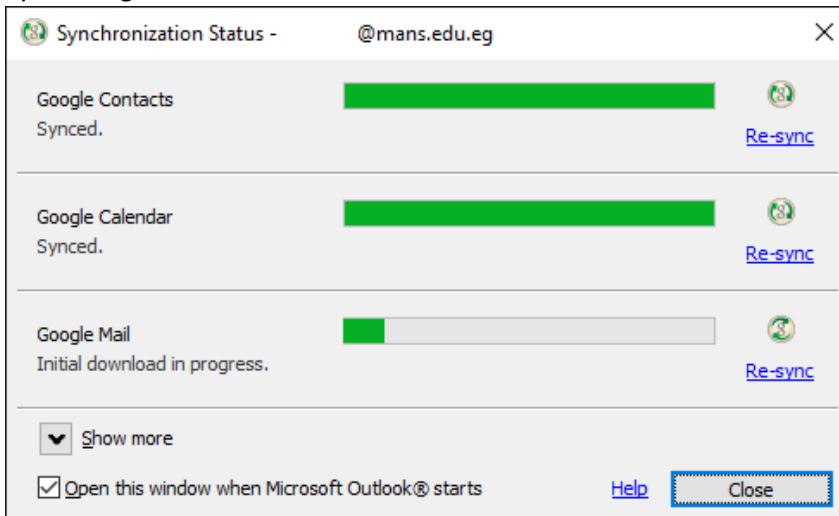 Synchronization Status - @mans.edu.eg
Google Contacts
Synced.
Re-sync
Google Calendar
Synced.
Re-sync
Google Mail
Initial download in progress.
Re-sync
Show more
Open this window when Microsoft Outlook® starts
Help
Close